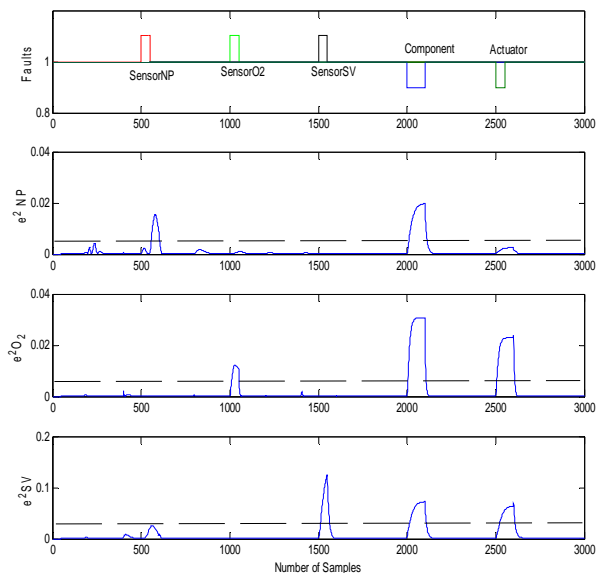 Faults
1
0.8
Component
Actuator
SensorNP
SensorO2
SensorSV
0 500 1000 1500 2000 2500 3000
e² NP
0.04
0.02
0
0 500 1000 1500 2000 2500 3000
e²O₂
0.04
0.02
0
0 500 1000 1500 2000 2500 3000
e²SV
0.2
0.1
0
0 500 1000 1500 2000 2500 3000
Number of Samples